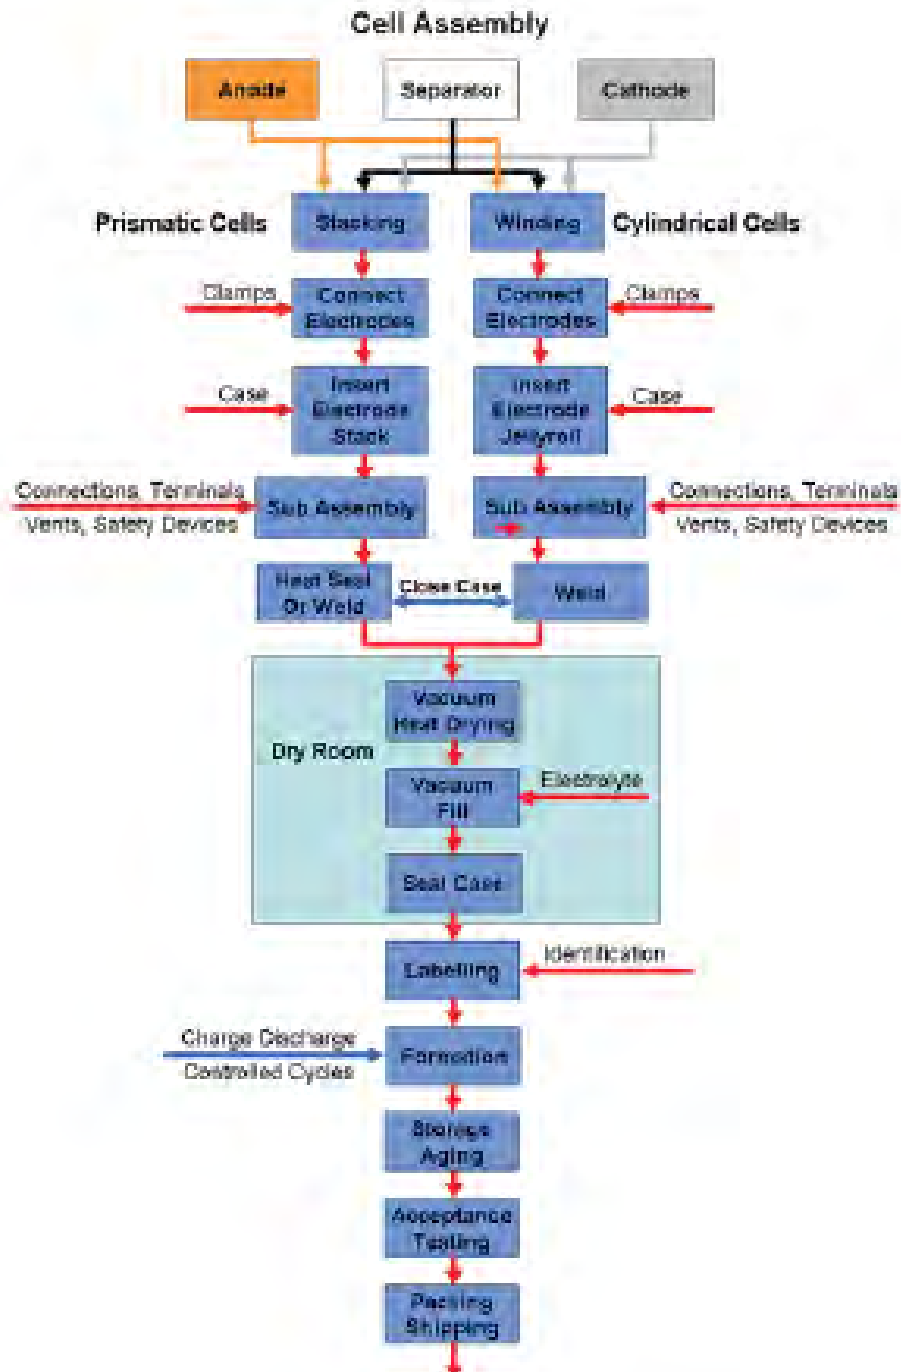 Cell Assembly
Anode
Separator
Cathode
Prismatic Cells
Stacking
Winding
Cylindrical Cells
Clamps
Connect
Electrodes
Connect
Electrodes
Clamps
Case
Insert
Electrode
Stack
Insert
Electrode
Jellyroll
Case
Connections, Terminals
Vents, Safety Devices
Sub Assembly
Sub Assembly
Connections, Terminals
Vents, Safety Devices
Heat Seal
Or Weld
Close Case
Weld
Vacuum
Heat Drying
Dry Room
Vacuum
Fill
Electrolyte
Seal Case
Labelling
Identification
Charge Discharge
Controlled Cycles
Formation
Storage
Aging
Acceptance
Testing
Packing
Shipping